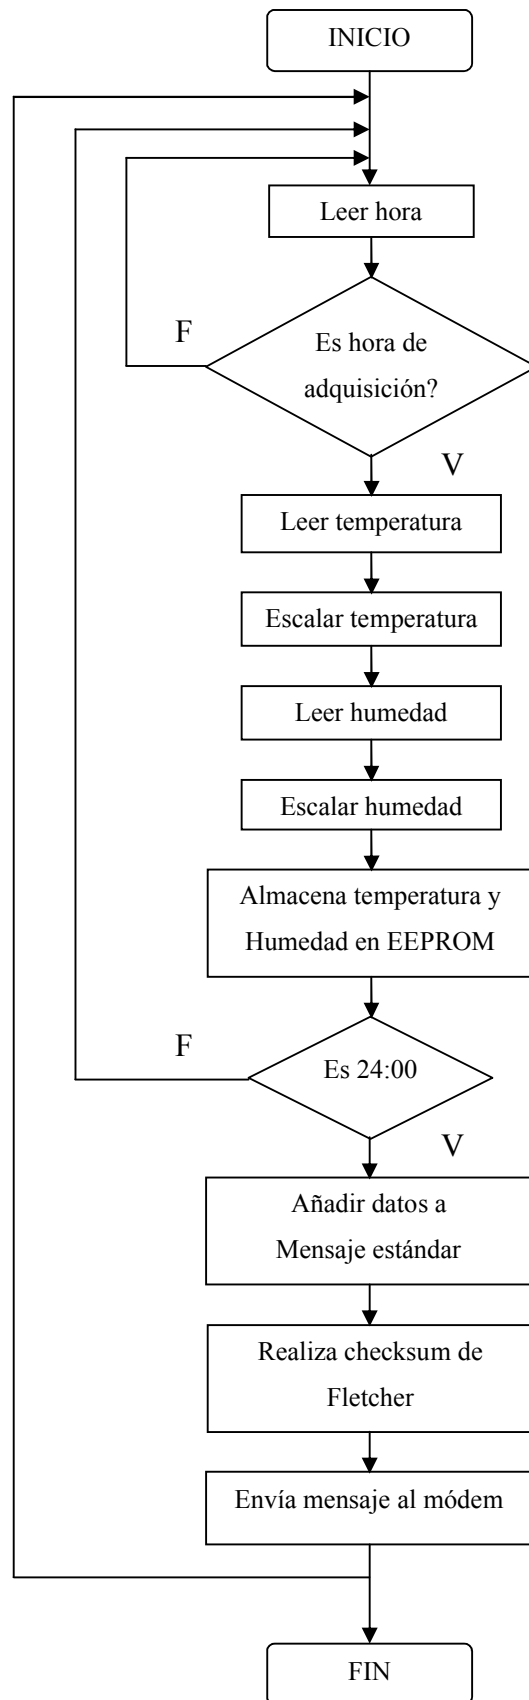 INICIO
Leer hora
F
Es hora de
adquisición?
V
Leer temperatura
Escalar temperatura
Leer humedad
Escalar humedad
Almacena temperatura y
Humedad en EEPROM
F
Es 24:00
V
Añadir datos a
Mensaje estándar
Realiza checksum de
Fletcher
Envía mensaje al módem
FIN